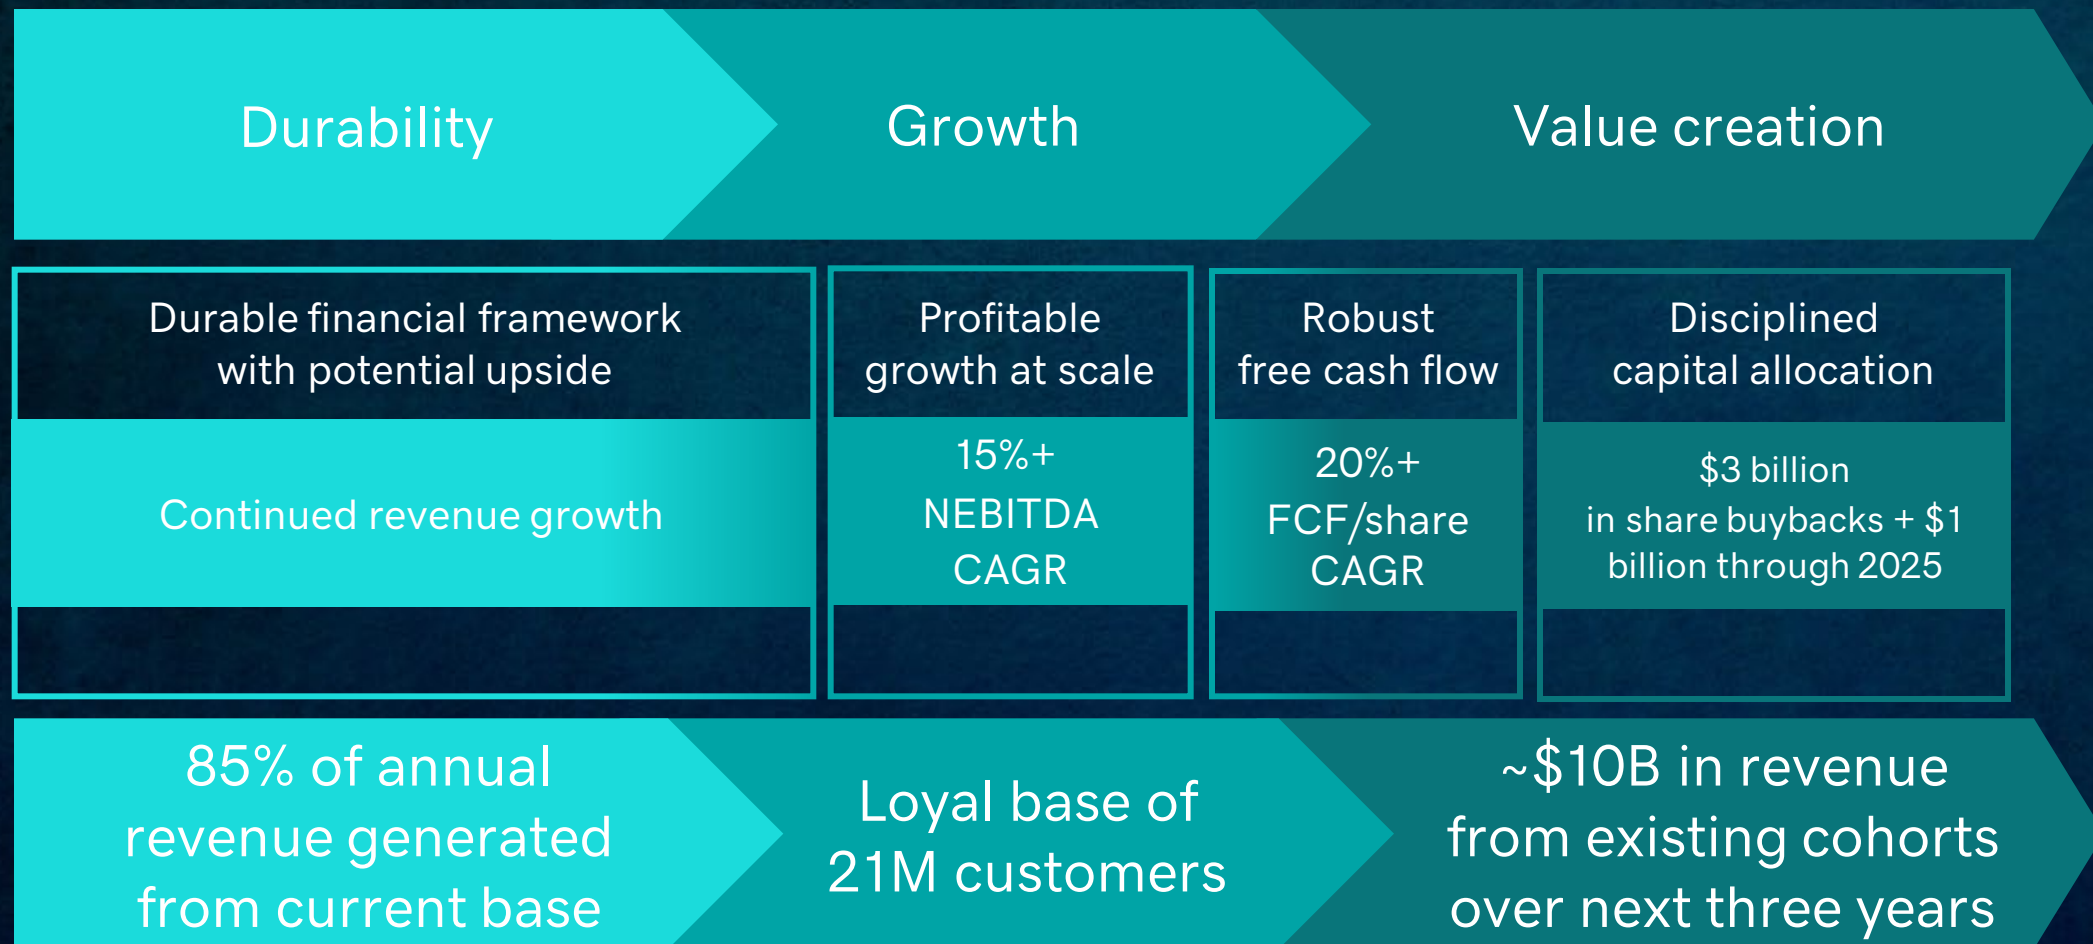 Durability
Growth
Value creation
Durable financial framework
with potential upside
Profitable
growth at scale
Robust
free cash flow
Disciplined
capital allocation
Continued revenue growth
15%+
NEBITDA
CAGR
20%+
FCF/share
CAGR
$3 billion
in share buybacks + $1
billion through 2025
85% of annual
revenue generated
from current base
Loyal base of
21M customers
~$10B in revenue
from existing cohorts
over next three years